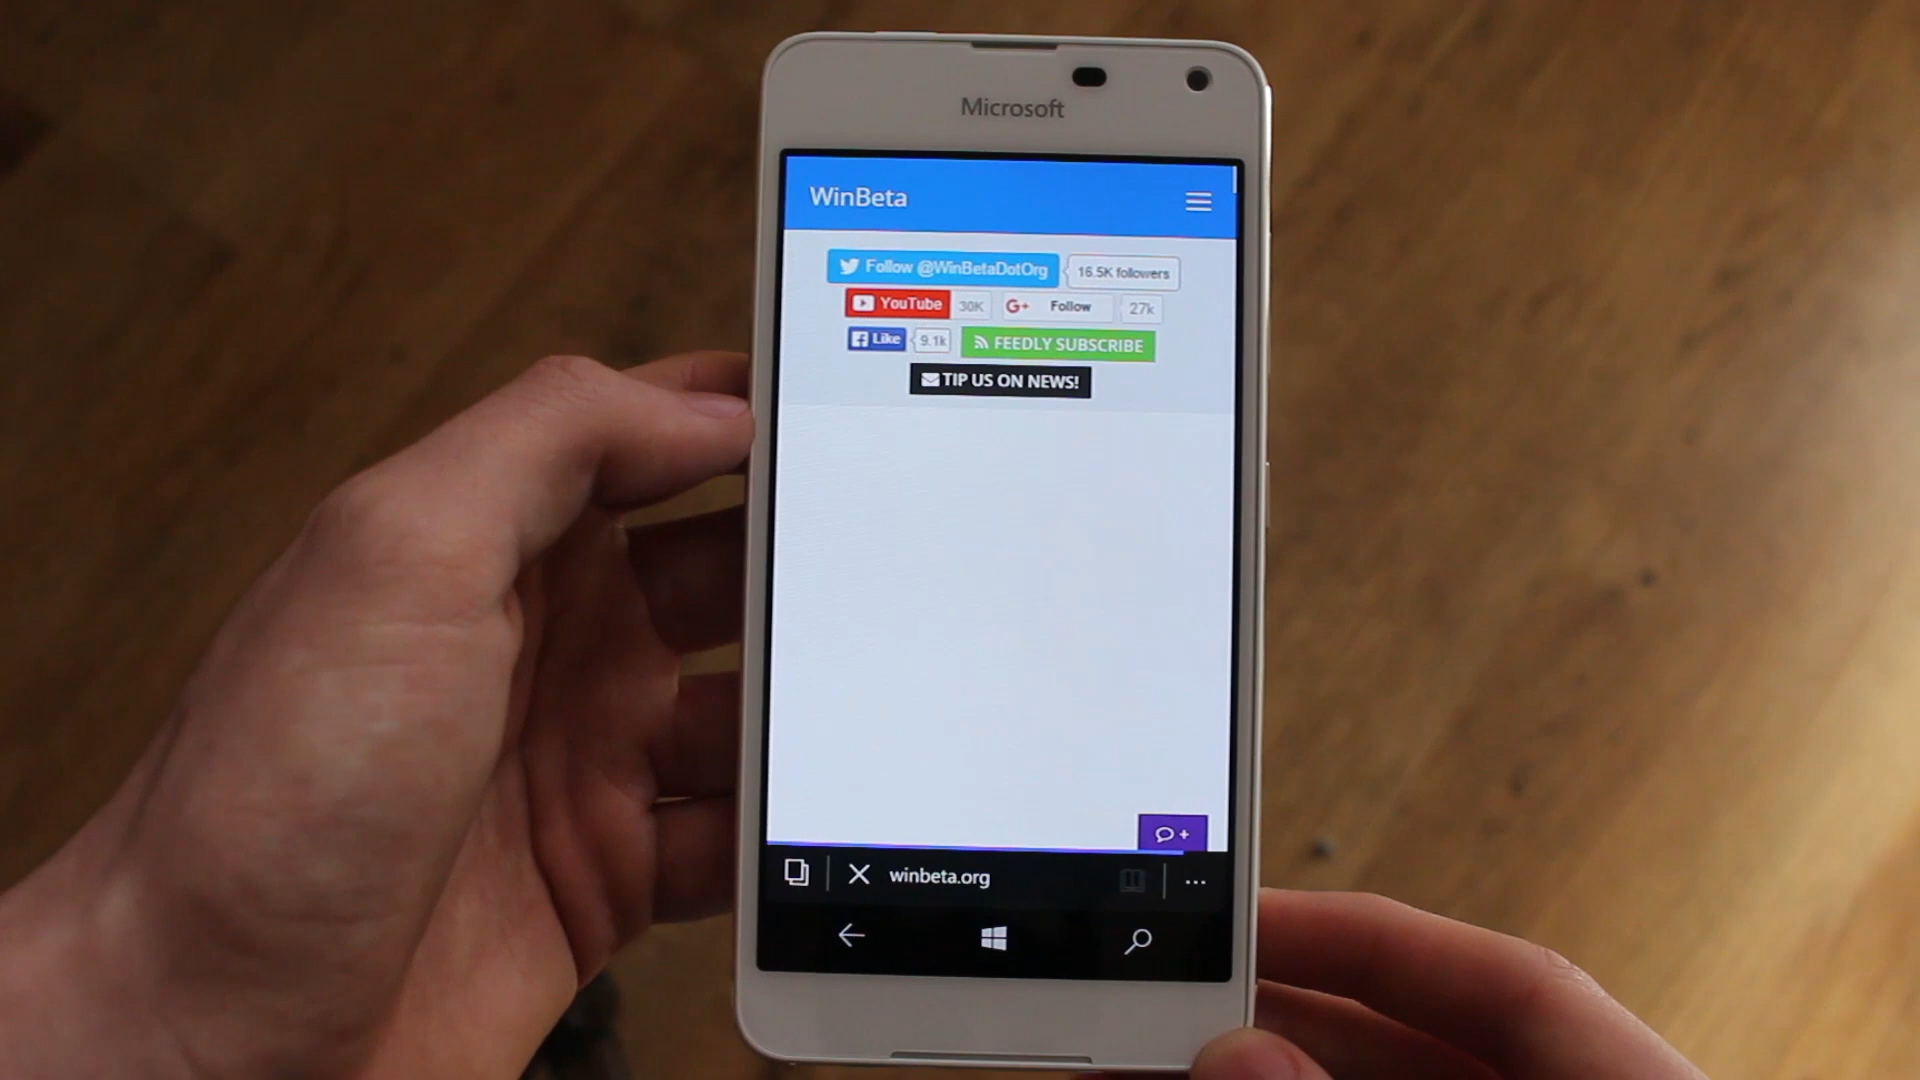 Microsoft
WinBeta
Follow @WinBetaDotOrg 16.5K followers
YouTube 30K G+ Follow 27k
Like 9.1k FEEDLY SUBSCRIBE
TIP US ON NEWS!
+
winbeta.org ...